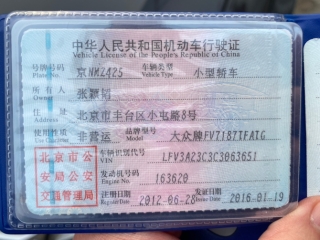 中华人民共和国机动车行驶证
Vehicle License of the People's Republic of China
号牌号码 京NMZ425 车辆类型 小型轿车
Plate No. Vehicle Type
所有人 张颖
Owner
住址 北京市丰台区小屯路8号
Address
使用性质 非营运 品牌型号 大众牌FV7187TFATG
Use Character Model
北京市公
安局公安
交通管理局
车辆识别代号 LFV3A23C3C3063651
VIN
发动机号码 163620
Engine No.
注册日期 2012-06-28 发证日期 2016-01-19
Register Date Issue Date